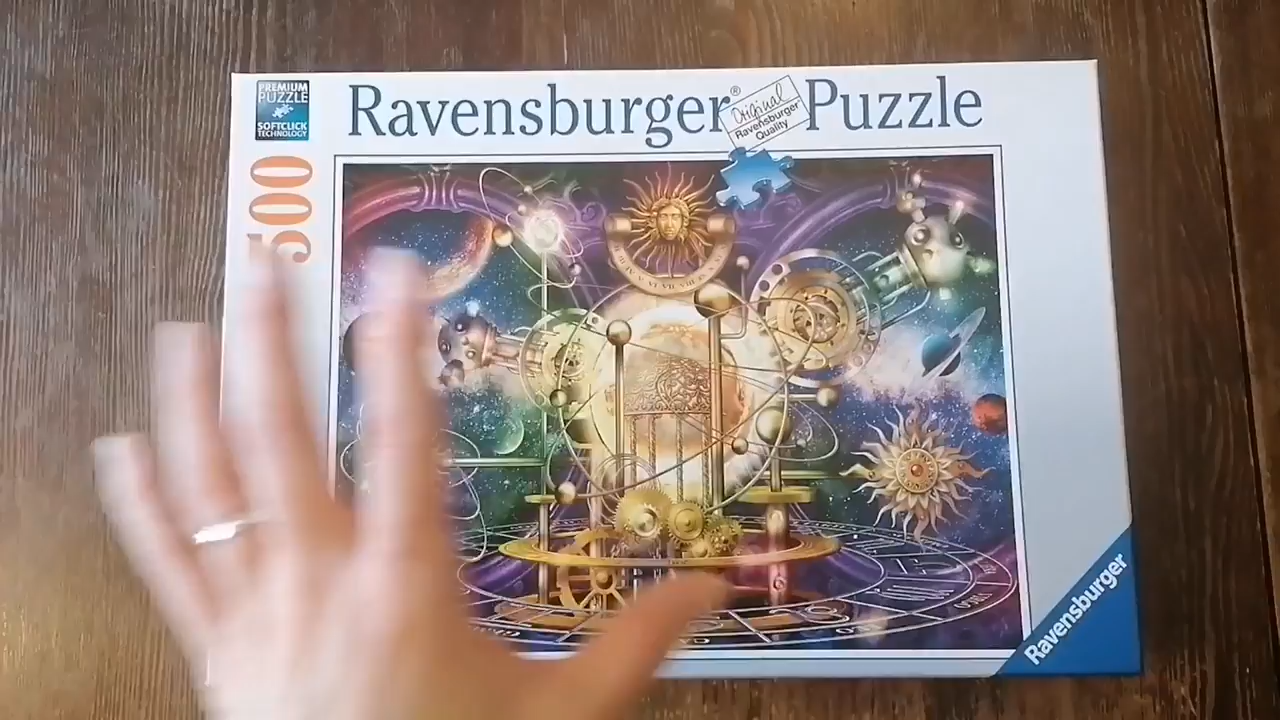 PREMIUM
PUZZLE
SOFTCLICK
TECHNOLOGY
Ravensburger® Puzzle
Original
Ravensburger
Quality
500
Ravensburger